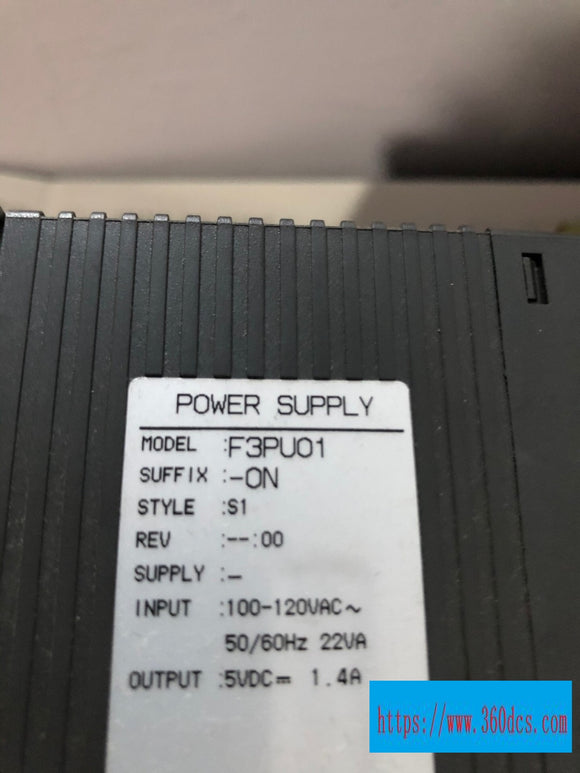 POWER SUPPLY
MODEL :F3PU01
SUFFIX :-0N
STYLE :S1
REV :--:00
SUPPLY :-
INPUT :100-120VAC~
50/60Hz 22VA
OUTPUT :5VDC⎓ 1.4A
https://www.360dcs.com